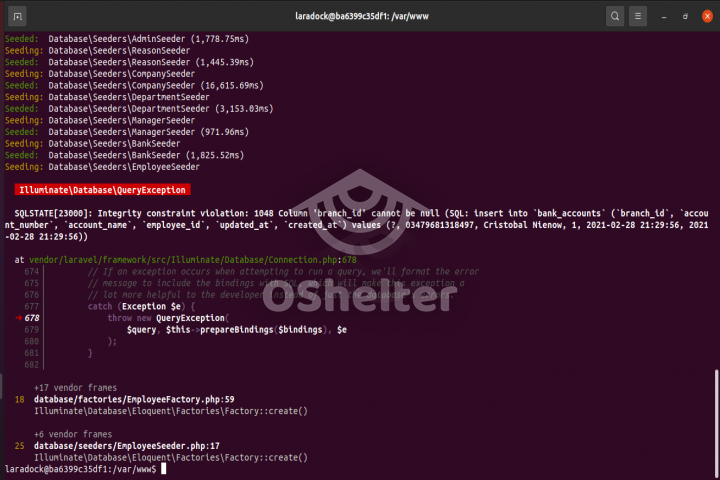 laradock@ba6399c35df1: /var/www
Seeded:  Database\Seeders\AdminSeeder (1,778.75ms)
Seeding: Database\Seeders\ReasonSeeder
Seeded:  Database\Seeders\ReasonSeeder (1,445.39ms)
Seeding: Database\Seeders\CompanySeeder
Seeded:  Database\Seeders\CompanySeeder (16,615.69ms)
Seeding: Database\Seeders\DepartmentSeeder
Seeded:  Database\Seeders\DepartmentSeeder (3,153.03ms)
Seeding: Database\Seeders\ManagerSeeder
Seeded:  Database\Seeders\ManagerSeeder (971.96ms)
Seeding: Database\Seeders\BankSeeder
Seeded:  Database\Seeders\BankSeeder (1,825.52ms)
Seeding: Database\Seeders\EmployeeSeeder
Illuminate\Database\QueryException
SQLSTATE[23000]: Integrity constraint violation: 1048 Column 'branch_id' cannot be null (SQL: insert into `bank_accounts` (`branch_id`, `accou
nt_number`, `account_name`, `employee_id`, `updated_at`, `created_at`) values (?, 03479681318497, Cristobal Nienow, 1, 2021-02-28 21:29:56, 2021
-02-28 21:29:56))
at vendor/laravel/framework/src/Illuminate/Database/Connection.php:678
674 // If an exception occurs when attempting to run a query, we'll format the error
675 // message to include the bindings with SQL, which will make this exception a
676 // lot more helpful to the developer instead of just the database's errors.
677 catch (Exception $e) {
➜ 678 throw new QueryException(
679 $query, $this->prepareBindings($bindings), $e
680 );
681 }
682
Oshelter
+17 vendor frames
18 database/factories/EmployeeFactory.php:59
Illuminate\Database\Eloquent\Factories\Factory::create()
+6 vendor frames
25 database/seeders/EmployeeSeeder.php:17
Illuminate\Database\Eloquent\Factories\Factory::create()
laradock@ba6399c35df1:/var/www$